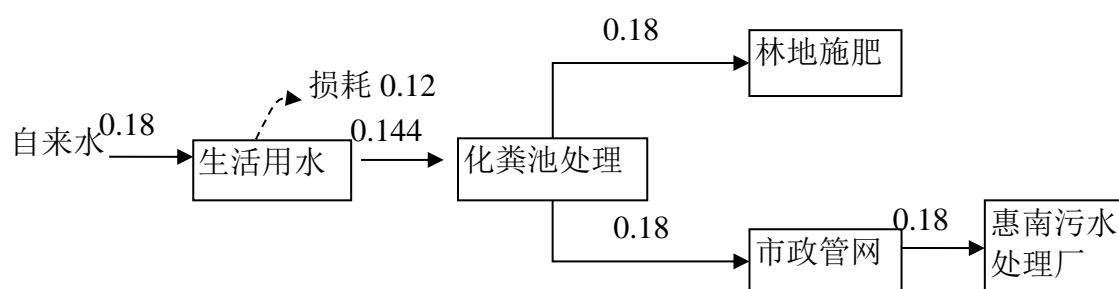 0.18
林地施肥
损耗 0.12
自来水
0.18
生活用水
0.144
化粪池处理
0.18
市政管网
0.18
惠南污水
处理厂